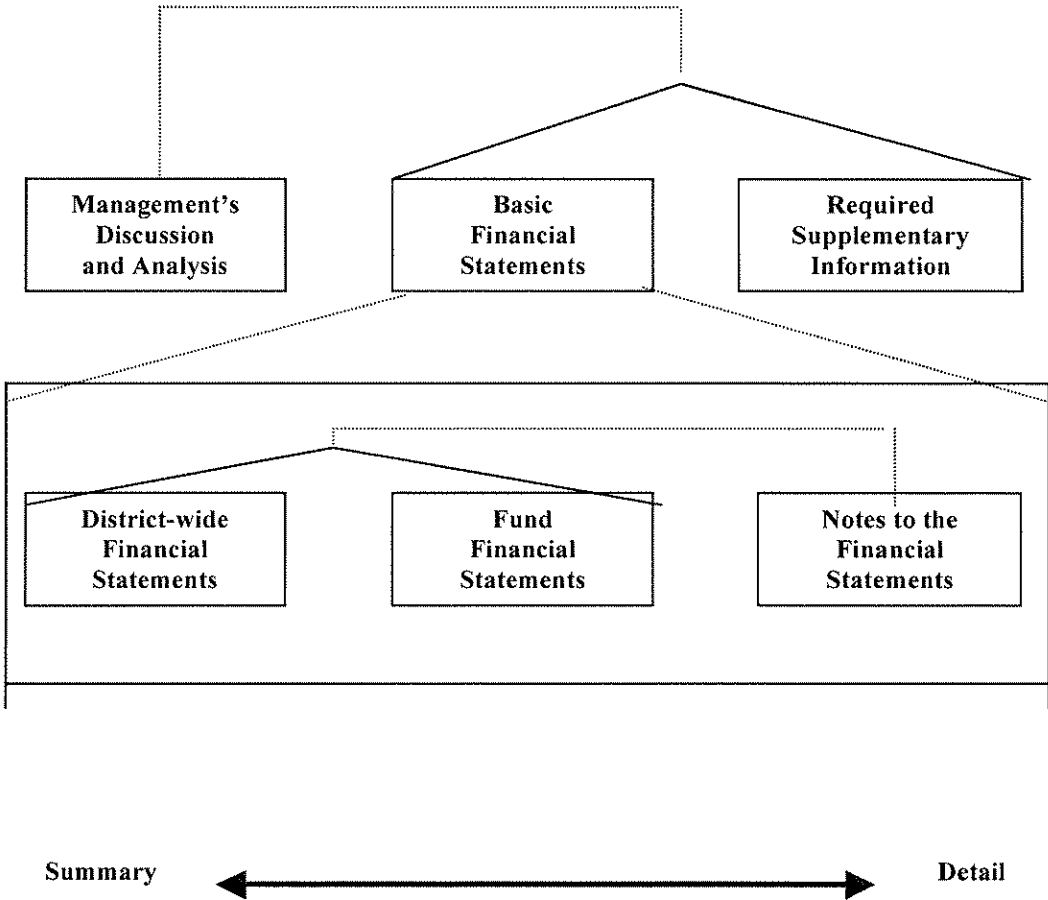 Management's
Discussion
and Analysis
Basic
Financial
Statements
Required
Supplementary
Information
District-wide
Financial
Statements
Fund
Financial
Statements
Notes to the
Financial
Statements
Summary
Detail